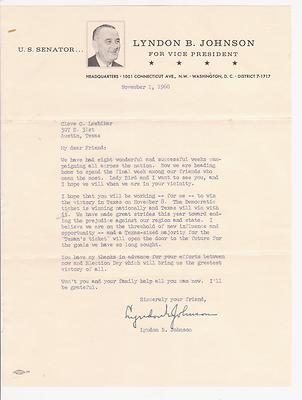 U.S. SENATOR...
LYNDON B. JOHNSON
FOR VICE PRESIDENT
★ ★ ★ ★
HEADQUARTERS · 1001 CONNECTICUT AVE., N.W. · WASHINGTON, D. C. · DISTRICT 7-1717
November 1, 1960
Cleve C.
307 E. 31st
Austin, Texas
My dear Friend:
We have had eight wonderful and successful weeks cam-
paigning all across the nation. Now we are heading
home to spend the final week among our friends who
mean the most. Lady Bird and I want to see you, and
I hope we will when we are in your vicinity.
I hope that you will be working -- for us -- to win
the victory in Texas on November 8. The Democratic
ticket is winning nationally and Texas will win with
it. We have made great strides this year toward end-
ing the prejudice against our region and state. I
believe we are on the threshold of new influence and
opportunity -- and a Texas-sized majority for the
"Texan's ticket" will open the door to the future for
the goals we have so long sought.
You have my thanks in advance for your efforts between
now and Election Day which will bring us the greatest
victory of all.
Won't you and your family help all you can now. I'll
be grateful.
Sincerely your friend,
Lyndon B. Johnson
Lyndon B. Johnson